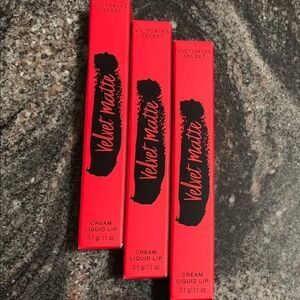 VICTORIA'S
SECRET
Velvet Matte
CREAM
LIQUID LIP
3.1 g/.11 oz
VICTORIA'S
SECRET
Velvet Matte
CREAM
LIQUID LIP
3.1 g/.11 oz
VICTORIA'S
SECRET
Velvet Matte
CREAM
LIQUID LIP
3.1 g/.11 oz